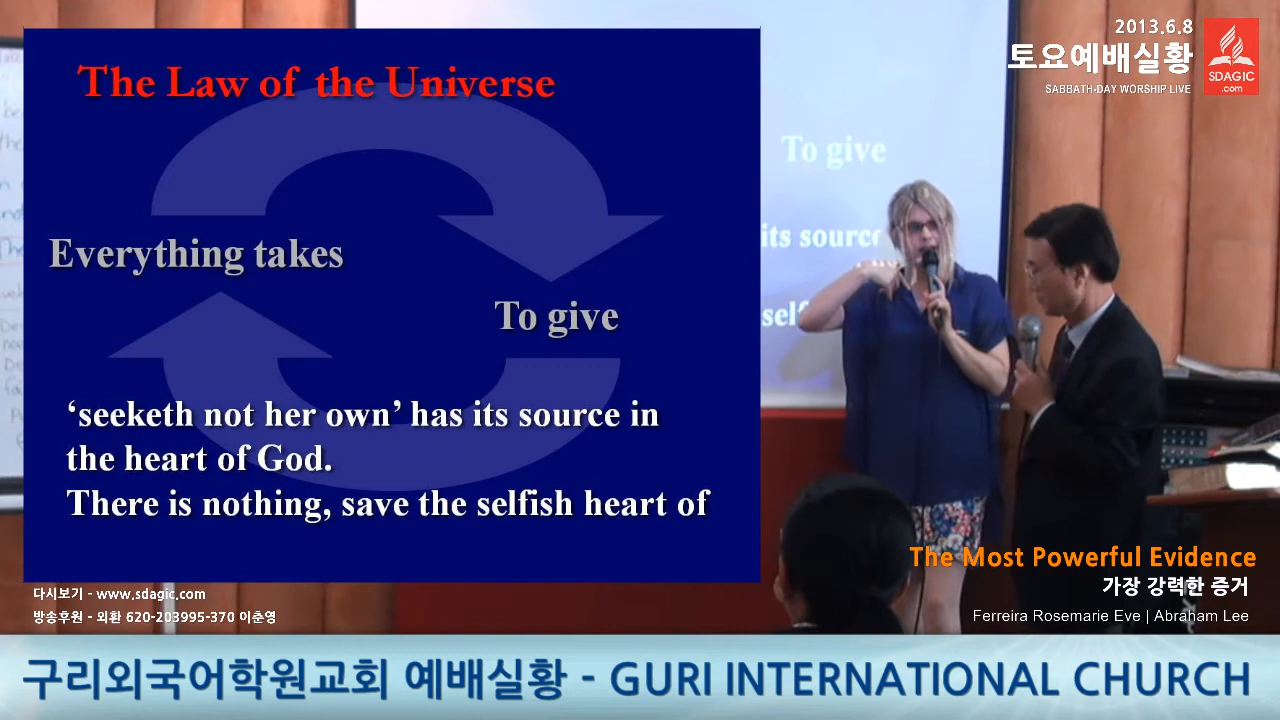 The Law of the Universe
Everything takes
To give
‘seeketh not her own’ has its source in
the heart of God.
There is nothing, save the selfish heart of
2013.6.8
토요예배실황
SABBATH-DAY WORSHIP LIVE
SDAGIC
.com
To give
its source
self
The Most Powerful Evidence
가장 강력한 증거
Ferreira Rosemarie Eve | Abraham Lee
다시보기 - www.sdagic.com
방송후원 - 외환 620-203995-370 이춘영
구리외국어학원교회 예배실황 - GURI INTERNATIONAL CHURCH